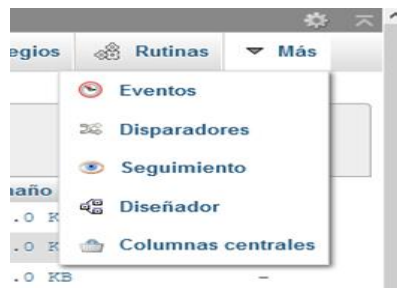 egios Rutinas Más
Eventos
Disparadores
Seguimiento
año
.0 K
Diseñador
.0 K
Columnas centrales
.0 KB -